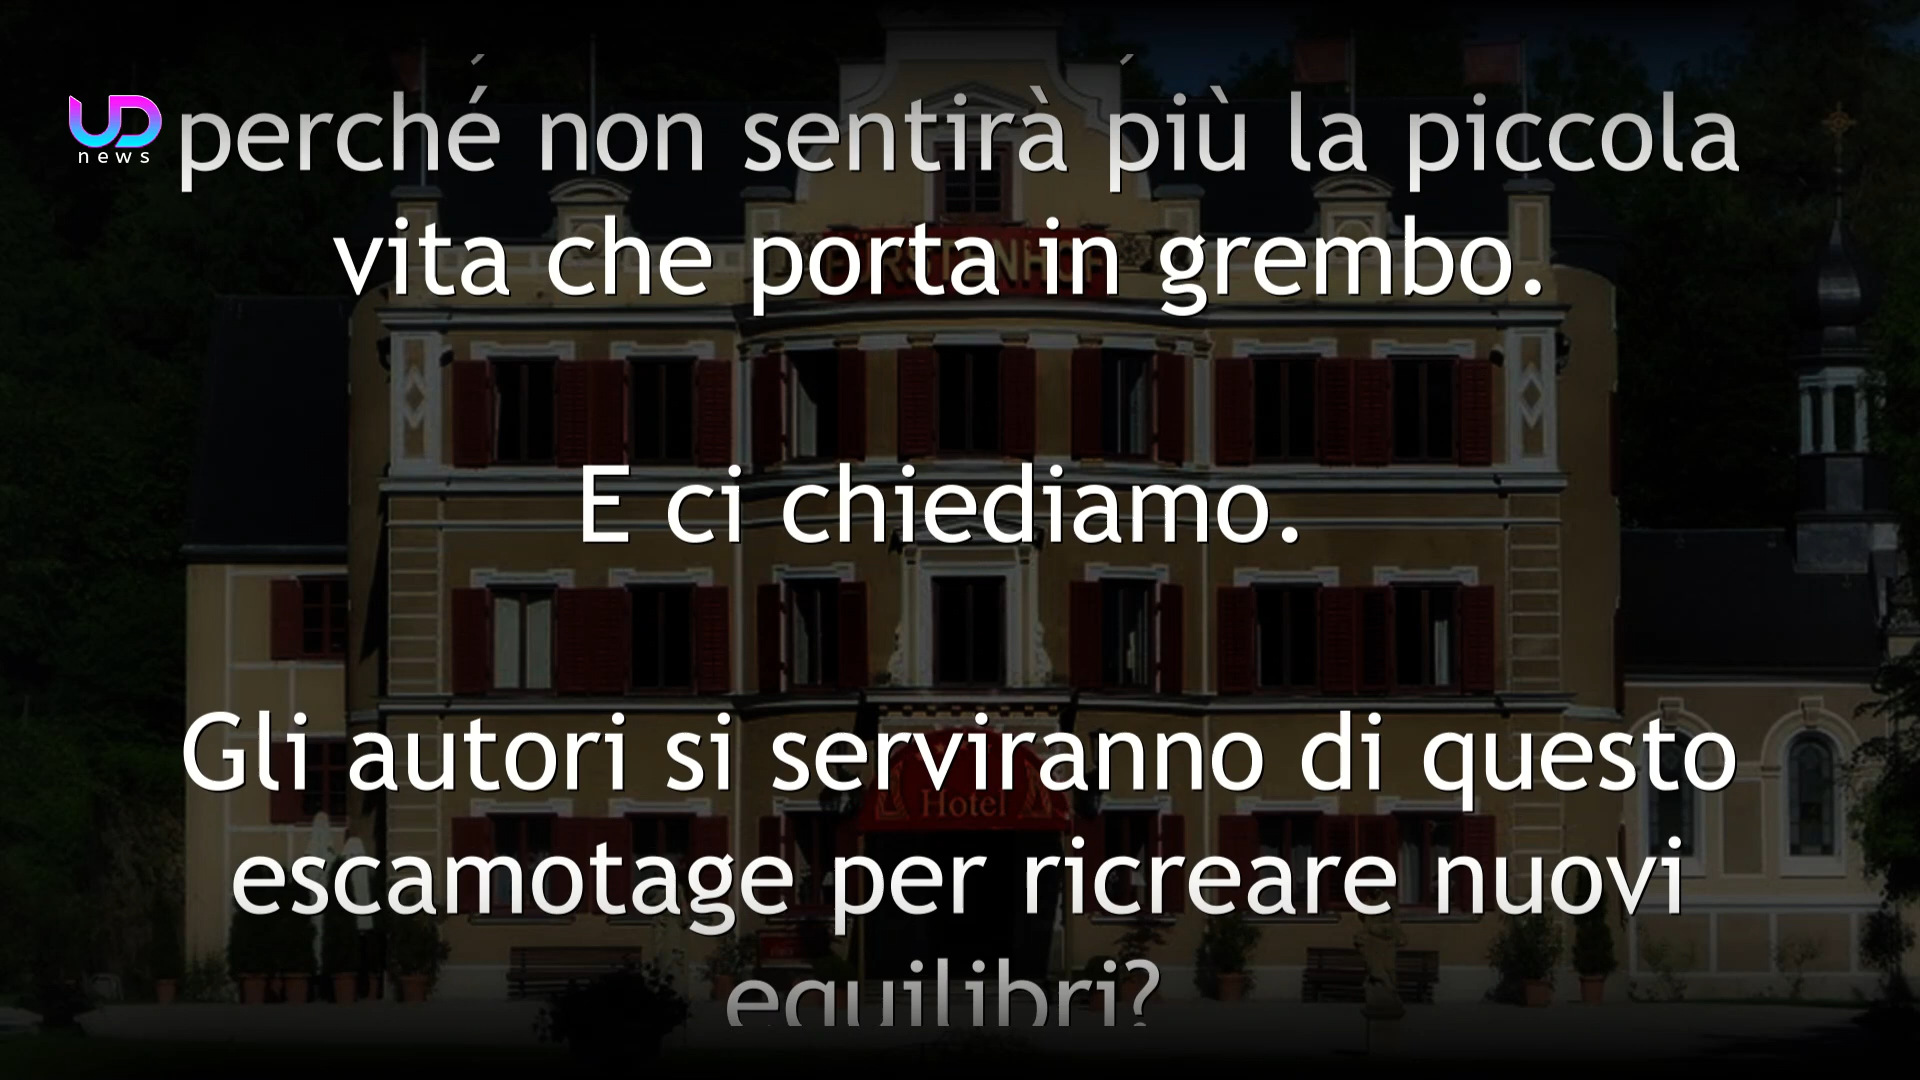 UD
news
perché non sentirà più la piccola
vita che porta in grembo.
FÜRSTENHOF
E ci chiediamo.
Gli autori si serviranno di questo
Hotel
escamotage per ricreare nuovi
equilibri?